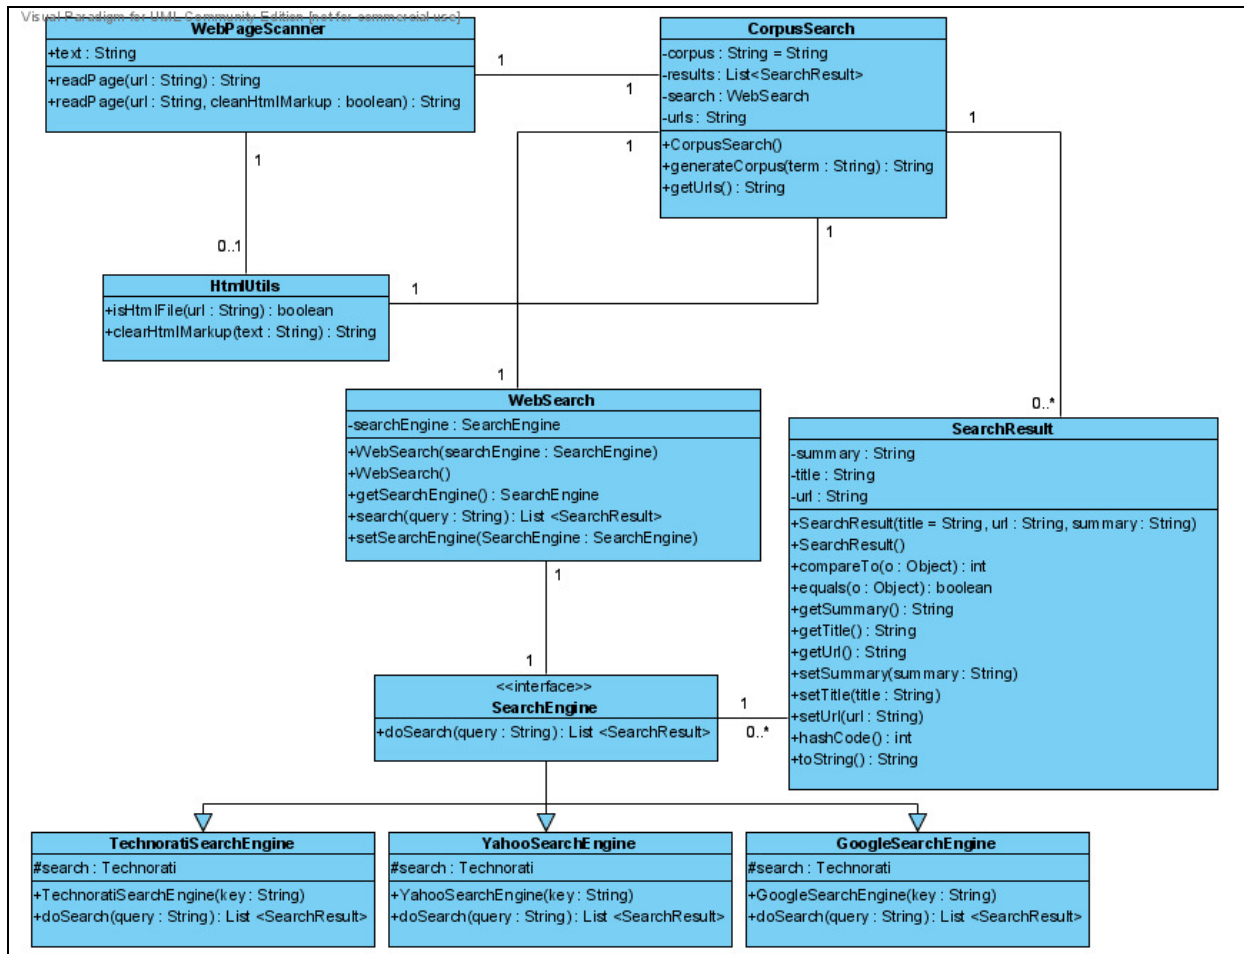 Visual Paradigm for UML Community Edition [not for commercial use]
WebPageScanner
+text : String
+readPage(url : String) : String
+readPage(url : String, cleanHtmlMarkup : boolean) : String
CorpusSearch
-corpus : String = String
-results : List<SearchResult>
-search : WebSearch
-urls : String
+CorpusSearch()
+generateCorpus(term : String) : String
+getUrls() : String
1
1
1
1
1
0..1
1
1
HtmlUtils
+isHtmlFile(url : String) : boolean
+clearHtmlMarkup(text : String) : String
1
0..*
WebSearch
-searchEngine : SearchEngine
+WebSearch(searchEngine : SearchEngine)
+WebSearch()
+getSearchEngine() : SearchEngine
+search(query : String) : List <SearchResult>
+setSearchEngine(SearchEngine : SearchEngine)
SearchResult
-summary : String
-title : String
-url : String
+SearchResult(title = String, url : String, summary : String)
+SearchResult()
+compareTo(o : Object) : int
+equals(o : Object) : boolean
+getSummary() : String
+getTitle() : String
+getUrl() : String
+setSummary(summary : String)
+setTitle(title : String)
+setUrl(url : String)
+hashCode() : int
+toString() : String
1
1
<<interface>>
SearchEngine
+doSearch(query : String) : List <SearchResult>
1
0..*
TechnoratiSearchEngine
#search : Technorati
+TechnoratiSearchEngine(key : String)
+doSearch(query : String) : List <SearchResult>
YahooSearchEngine
#search : Technorati
+YahooSearchEngine(key : String)
+doSearch(query : String) : List <SearchResult>
GoogleSearchEngine
#search : Technorati
+GoogleSearchEngine(key : String)
+doSearch(query : String) : List <SearchResult>